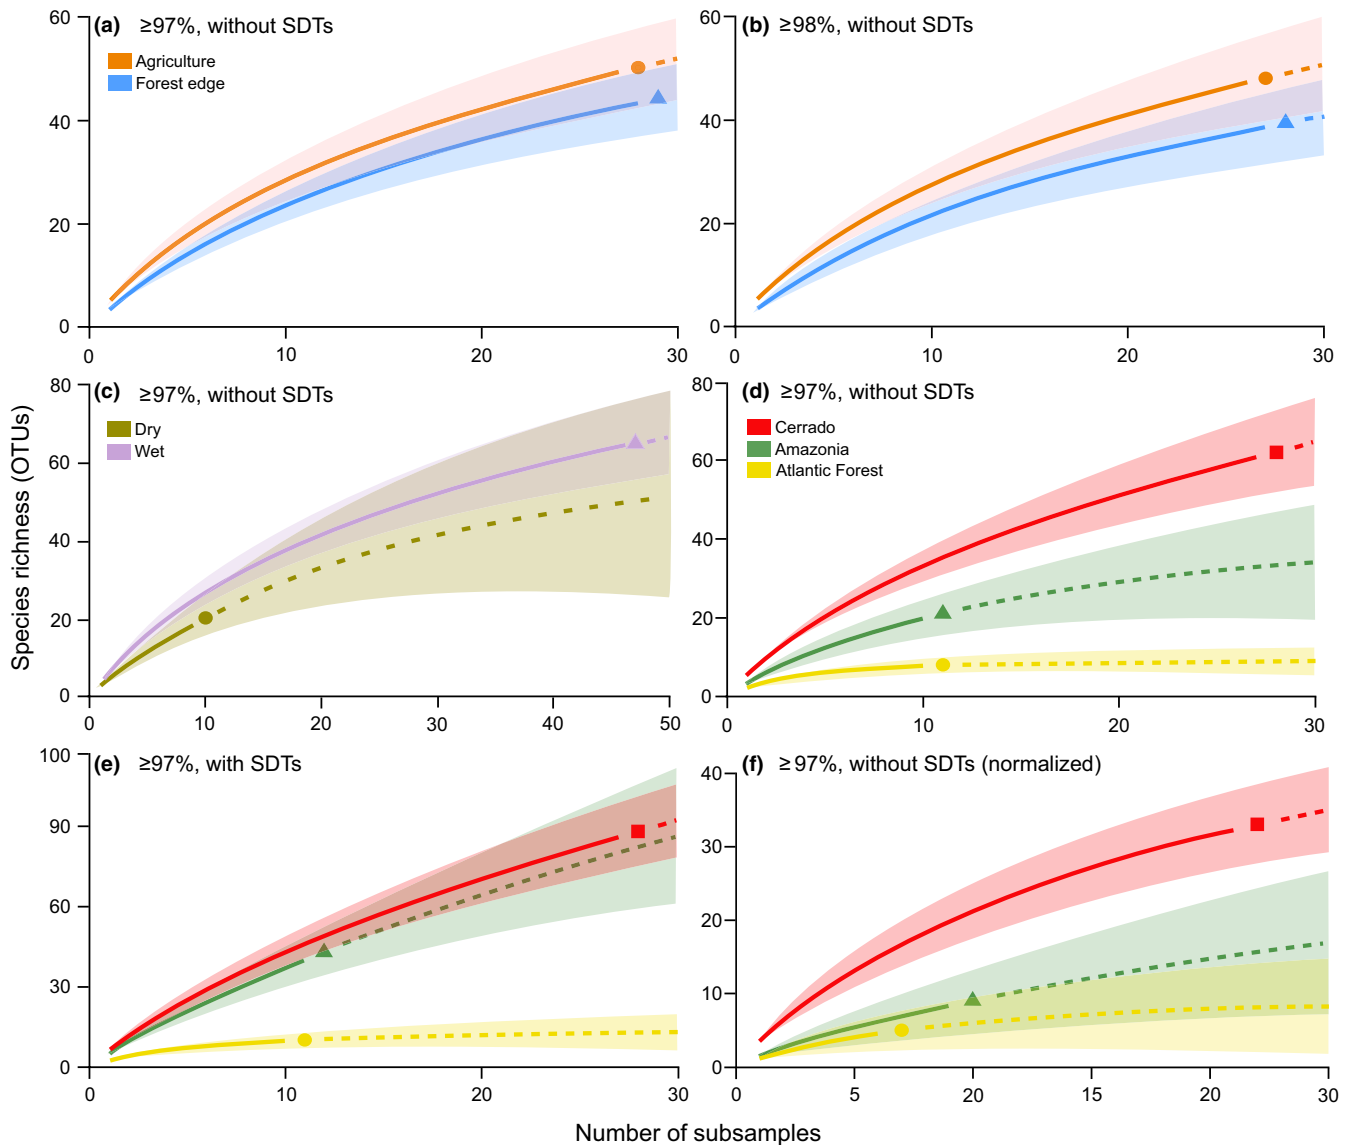 (a) ≥97%, without SDTs
Agriculture
Forest edge
60
40
20
0
0 10 20 30
(b) ≥98%, without SDTs
60
40
20
0
0 10 20 30
(c) ≥97%, without SDTs
Dry
Wet
80
60
40
20
0
0 10 20 30 40 50
(d) ≥97%, without SDTs
Cerrado
Amazonia
Atlantic Forest
80
60
40
20
0
0 10 20 30
(e) ≥97%, with SDTs
100
90
60
30
0
0 10 20 30
(f) ≥97%, without SDTs (normalized)
40
30
20
10
0
0 5 20 15 20 30
Species richness (OTUs)
Number of subsamples